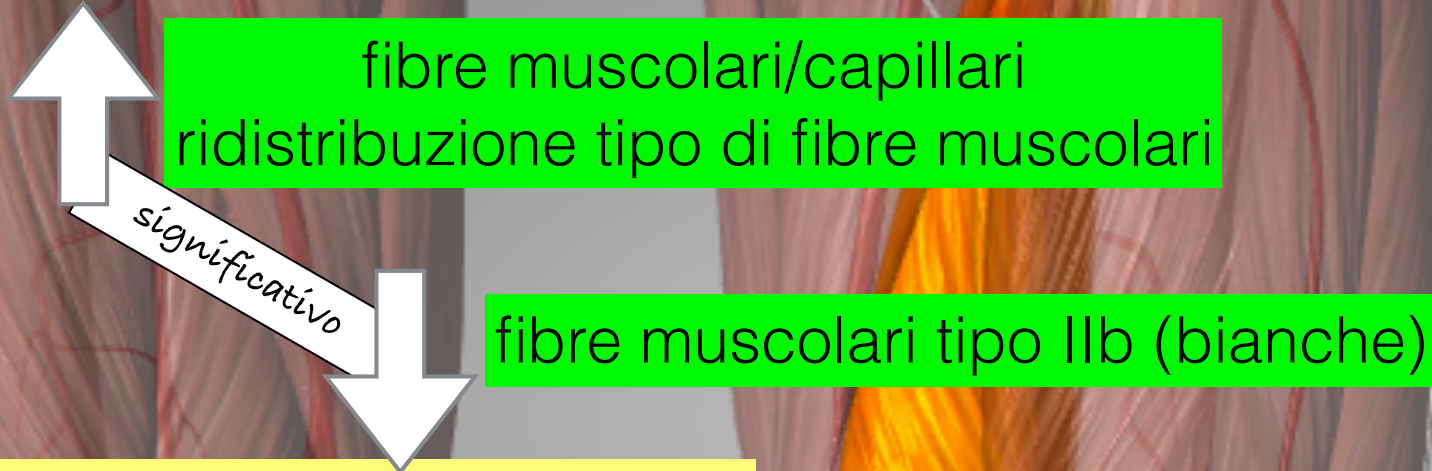 fibre muscolari/capillari
ridistribuzione tipo di fibre muscolari
significativo
fibre muscolari tipo IIb (bianche)